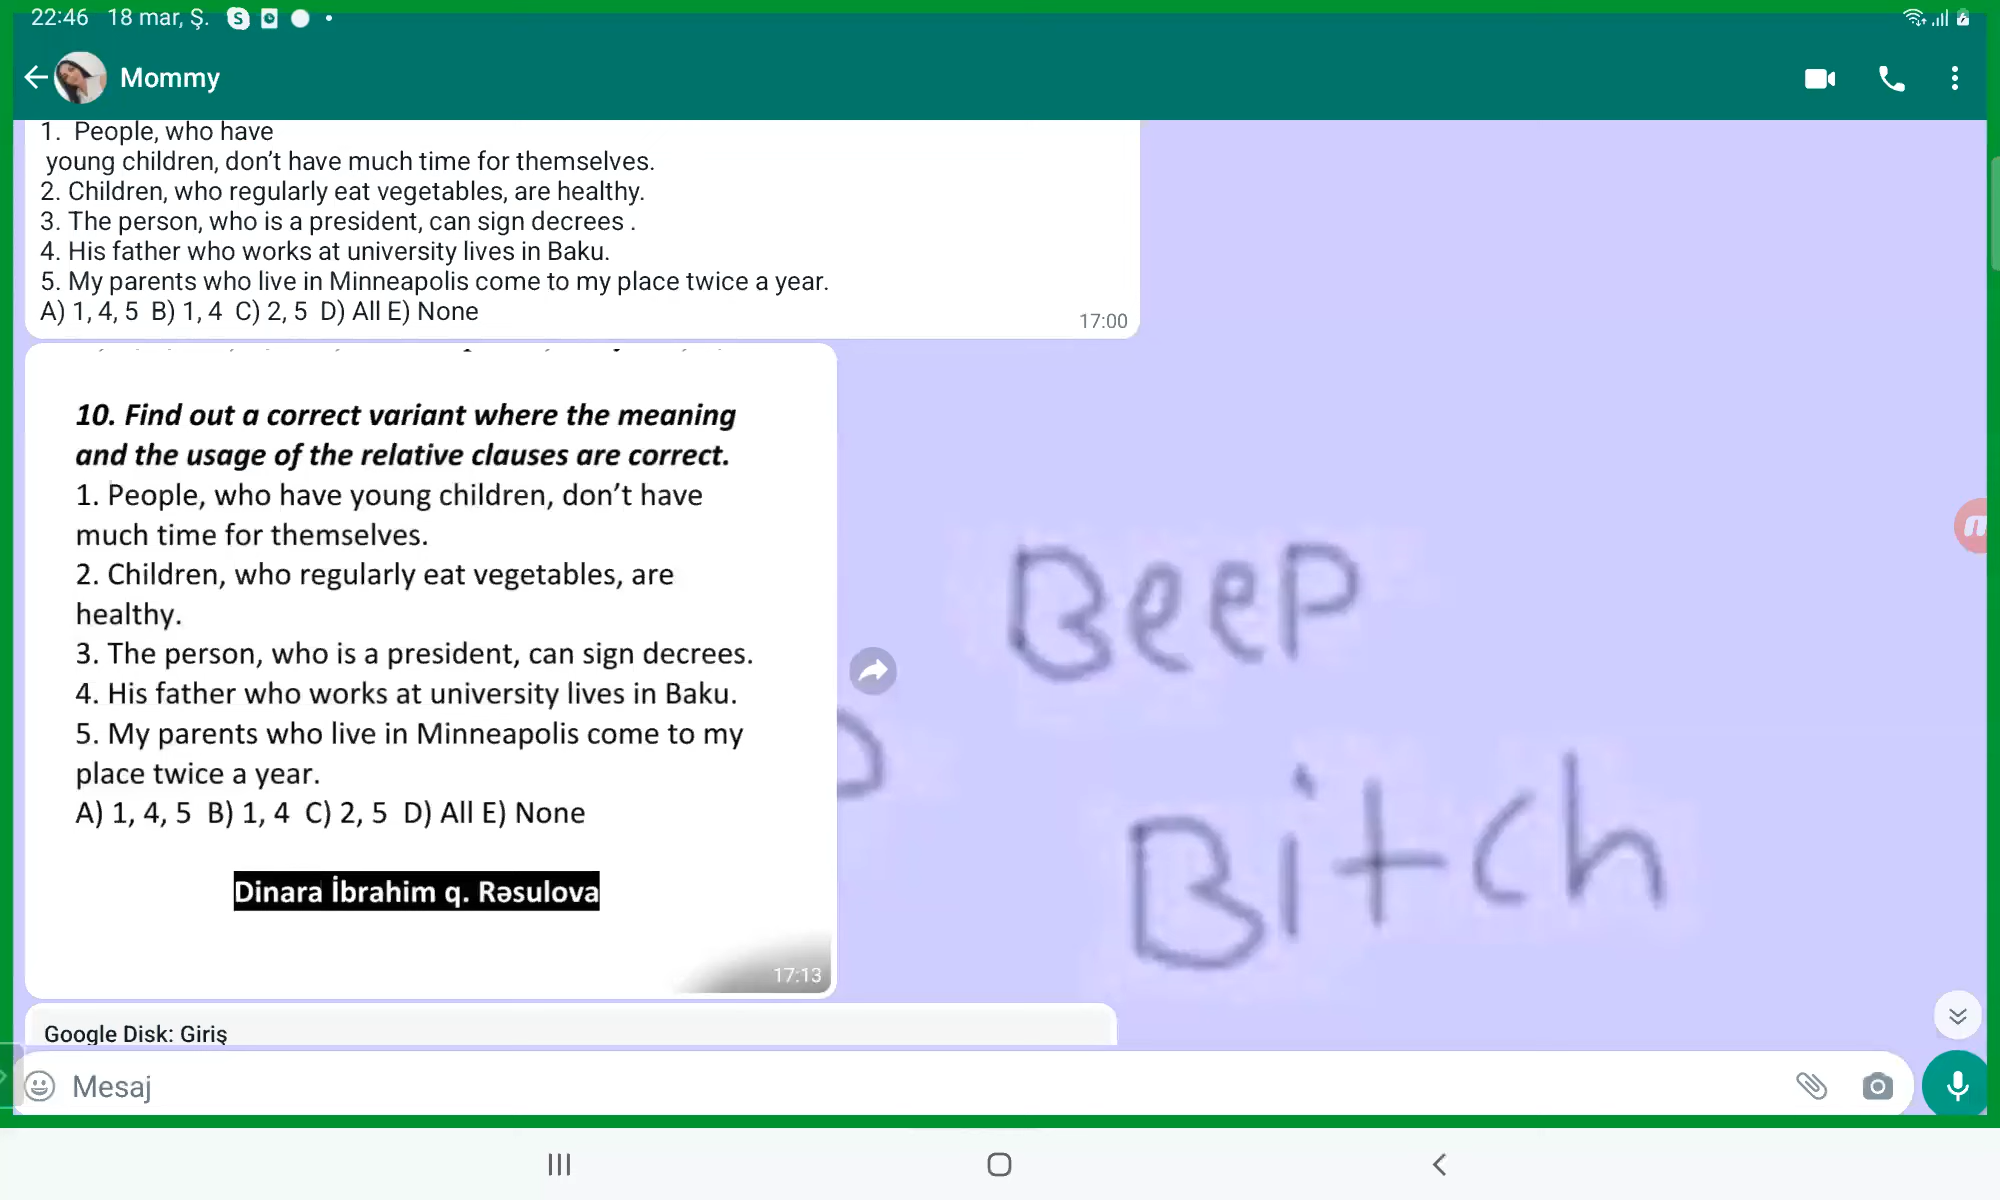 22:46 18 mar, Ş.
Mommy
1. People, who have
young children, don’t have much time for themselves.
2. Children, who regularly eat vegetables, are healthy.
3. The person, who is a president, can sign decrees .
4. His father who works at university lives in Baku.
5. My parents who live in Minneapolis come to my place twice a year.
A) 1, 4, 5 B) 1, 4 C) 2, 5 D) All E) None
17:00
10. Find out a correct variant where the meaning
and the usage of the relative clauses are correct.
1. People, who have young children, don’t have
much time for themselves.
2. Children, who regularly eat vegetables, are
healthy.
3. The person, who is a president, can sign decrees.
4. His father who works at university lives in Baku.
5. My parents who live in Minneapolis come to my
place twice a year.
A) 1, 4, 5 B) 1, 4 C) 2, 5 D) All E) None
Dinara İbrahim q. Rəsulova
17:13
Beep
Bitch
Google Disk: Giriş
Mesaj